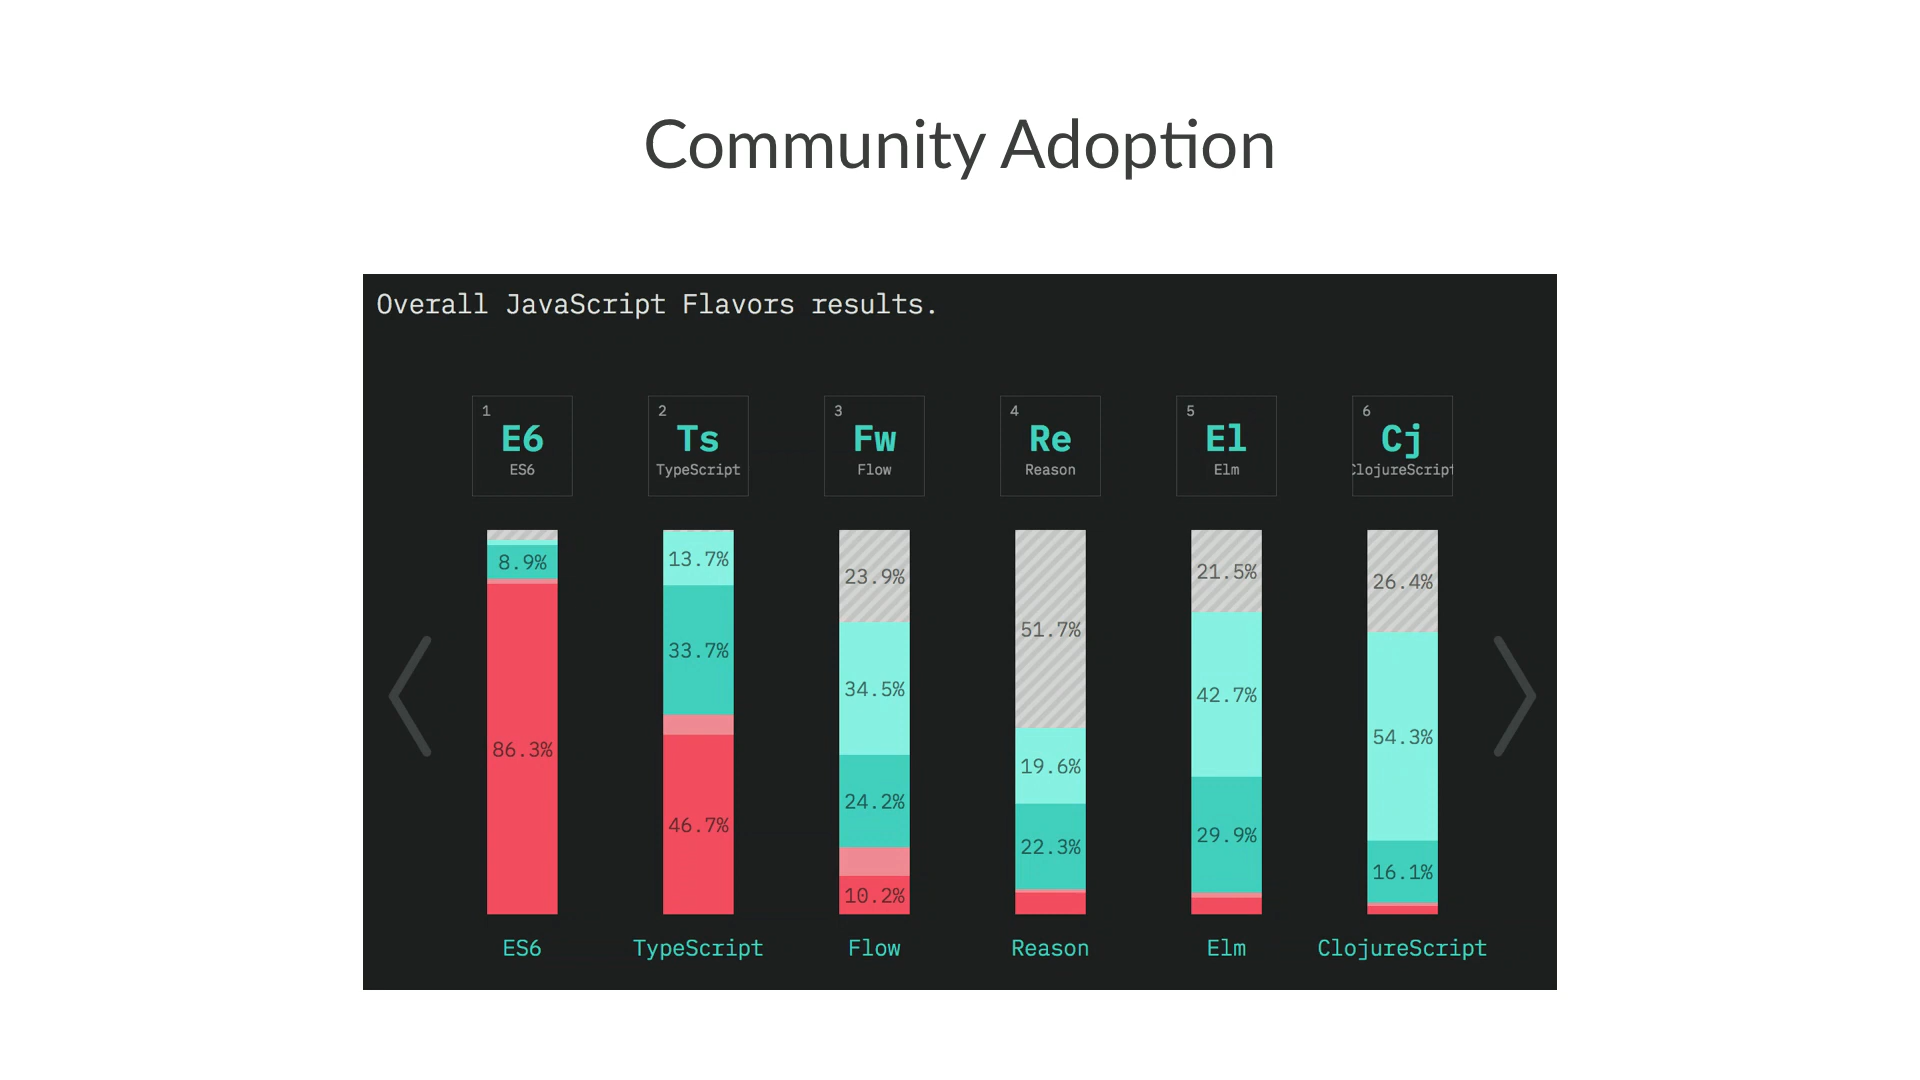 Community Adoption
Overall JavaScript Flavors results.
1
E6
ES6
2
Ts
TypeScript
3
Fw
Flow
4
Re
Reason
5
El
Elm
6
Cj
ClojureScript
8.9%
86.3%
13.7%
33.7%
46.7%
23.9%
34.5%
24.2%
10.2%
51.7%
19.6%
22.3%
21.5%
42.7%
29.9%
26.4%
54.3%
16.1%
ES6
TypeScript
Flow
Reason
Elm
ClojureScript